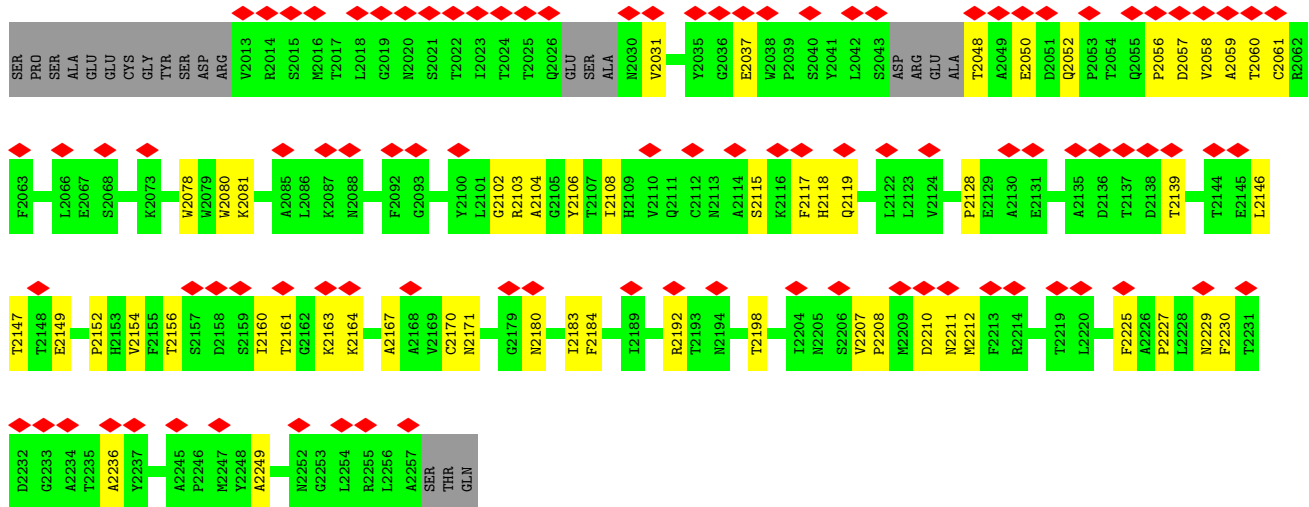 SER PRO SER ALA GLU GLU CYS GLY TYR SER ASP ARG V2013 R2014 S2015 M2016 T2017 L2018 G2019 N2020 S2021 T2022 I2023 T2024 T2025 Q2026 GLU SER ALA N2030 V2031 Y2035 G2036 E2037 W2038 P2039 S2040 Y2041 L2042 S2043 ASP ARG GLU ALA T2048 A2049 E2050 D2051 Q2052 P2053 T2054 Q2055 P2056 D2057 V2058 A2059 T2060 C2061 R2062
F2063 L2066 E2067 S2068 K2073 W2078 W2079 W2080 K2081 A2085 L2086 K2087 N2088 F2092 G2093 Y2100 L2101 G2102 R2103 A2104 G2105 Y2106 T2107 I2108 H2109 V2110 Q2111 C2112 N2113 A2114 S2115 K2116 F2117 H2118 Q2119 L2122 L2123 V2124 P2128 E2129 A2130 E2131 A2135 D2136 T2137 D2138 T2139 T2144 E2145 L2146
T2147 T2148 E2149 P2152 H2153 V2154 F2155 T2156 S2157 D2158 S2159 I2160 T2161 G2162 K2163 K2164 A2167 A2168 V2169 C2170 N2171 G2179 N2180 I2183 F2184 I2189 R2192 T2193 N2194 T2198 I2204 N2205 S2206 V2207 P2208 M2209 D2210 N2211 M2212 F2213 R2214 T2219 L2220 F2225 A2226 P2227 L2228 N2229 F2230 T2231
D2232 G2233 A2234 T2235 A2236 Y2237 A2245 P2246 M2247 Y2248 A2249 N2252 G2253 L2254 R2255 L2256 A2257 SER THR GLN